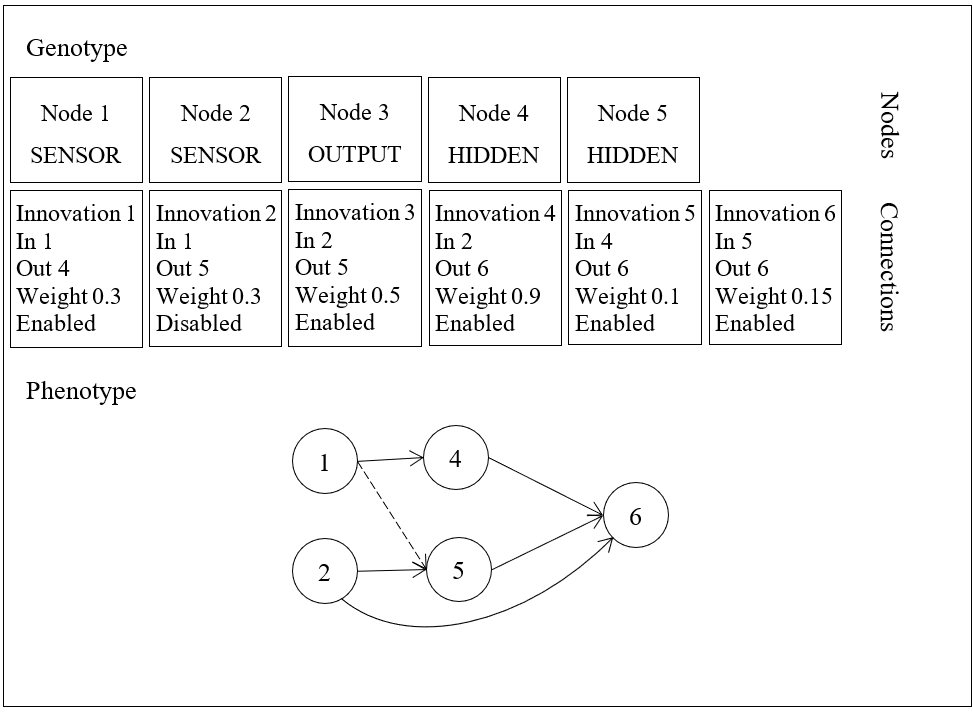 Genotype
Node 1
SENSOR
Node 2
SENSOR
Node 3
OUTPUT
Node 4
HIDDEN
Node 5
HIDDEN
Nodes
Innovation 1
In 1
Out 4
Weight 0.3
Enabled
Innovation 2
In 1
Out 5
Weight 0.3
Disabled
Innovation 3
In 2
Out 5
Weight 0.5
Enabled
Innovation 4
In 2
Out 6
Weight 0.9
Enabled
Innovation 5
In 4
Out 6
Weight 0.1
Enabled
Innovation 6
In 5
Out 6
Weight 0.15
Enabled
Connections
Phenotype
1
4
6
2
5